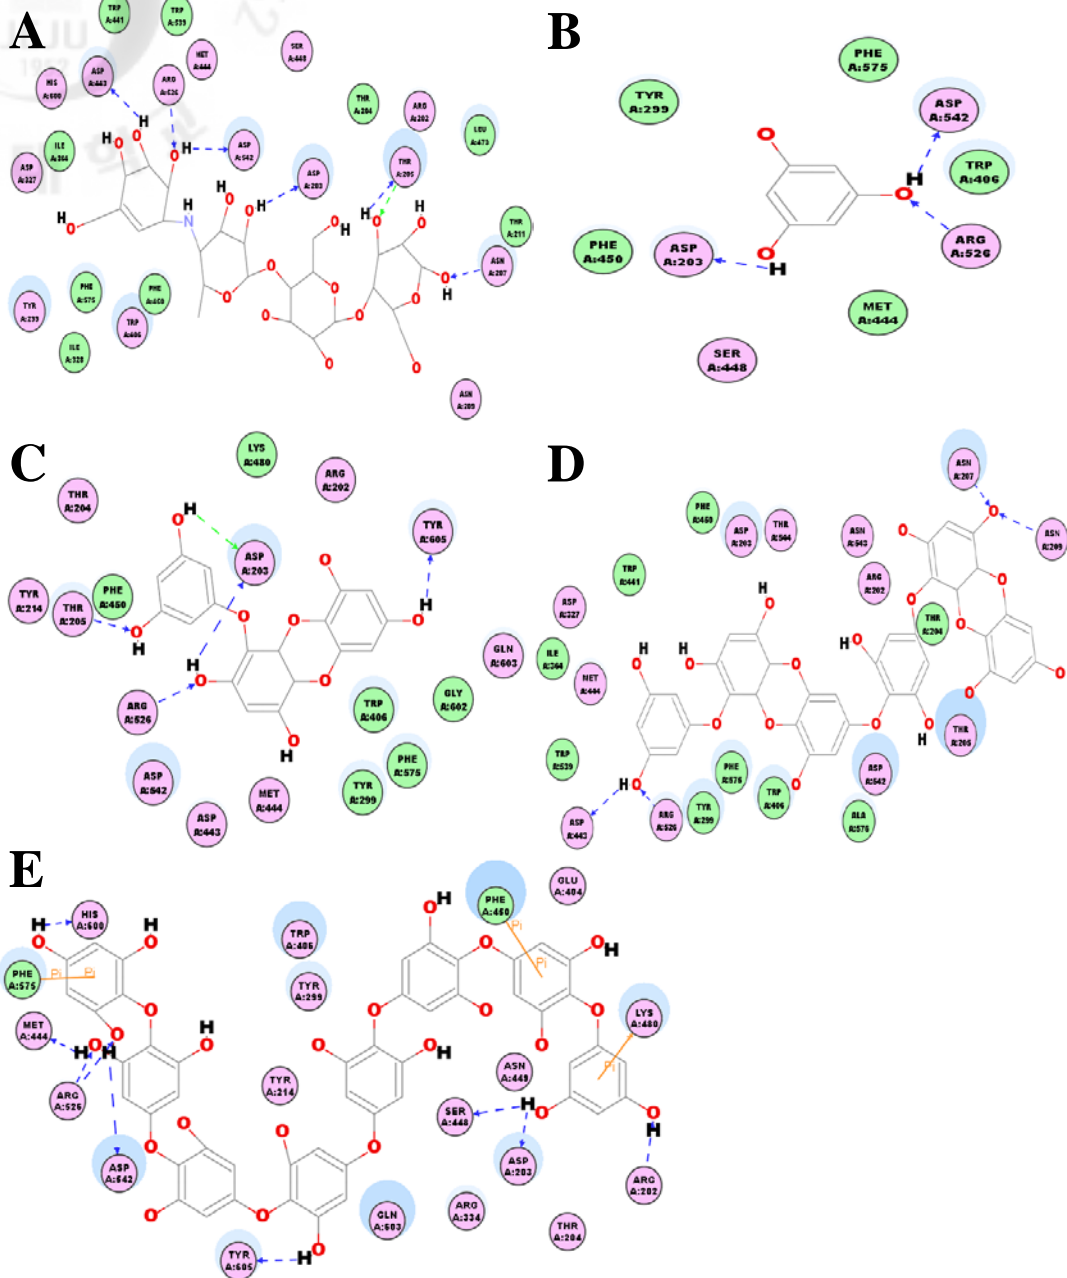 A
UJU
1952
TRP
A:441
TRP
A:539
MET
A:444
SER
A:448
HIS
A:600
ASP
A:443
ARG
A:526
THR
A:204
ARG
A:202
LEU
A:473
ILE
A:364
ASP
A:542
ASP
A:327
ASP
A:203
THR
A:205
THR
A:211
ASN
A:207
N
H
PHE
A:575
PHE
A:450
TYR
A:299
TRP
A:406
ILE
A:328
ASN
A:209
B
PHE
A:575
TYR
A:299
ASP
A:542
TRP
A:406
O
H
O
PHE
A:450
ASP
A:203
O
H
ARG
A:526
MET
A:444
SER
A:448
C
LYS
A:480
ARG
A:202
THR
A:204
TYR
A:605
ASP
A:203
TYR
A:214
THR
A:205
PHE
A:450
GLN
A:603
ARG
A:526
TRP
A:406
GLY
A:602
ASP
A:542
PHE
A:575
TYR
A:299
MET
A:444
ASP
A:443
D
ASN
A:207
PHE
A:450
ASP
A:203
THR
A:544
ASN
A:543
ASN
A:209
TRP
A:441
ARG
A:202
ASP
A:327
THR
A:204
ILE
A:364
MET
A:444
THR
A:205
TRP
A:539
PHE
A:575
ASP
A:542
TRP
A:406
TYR
A:299
ARG
A:526
ASP
A:443
ALA
A:576
E
PHE
A:450
GLU
A:404
HIS
A:600
TRP
A:406
Pi
Pi
PHE
A:575
Pi
Pi
TYR
A:299
LYS
A:480
MET
A:444
Pi
ASN
A:449
TYR
A:214
ARG
A:526
SER
A:448
ASP
A:542
ASP
A:203
ARG
A:202
GLN
A:603
ARG
A:334
THR
A:204
TYR
A:605